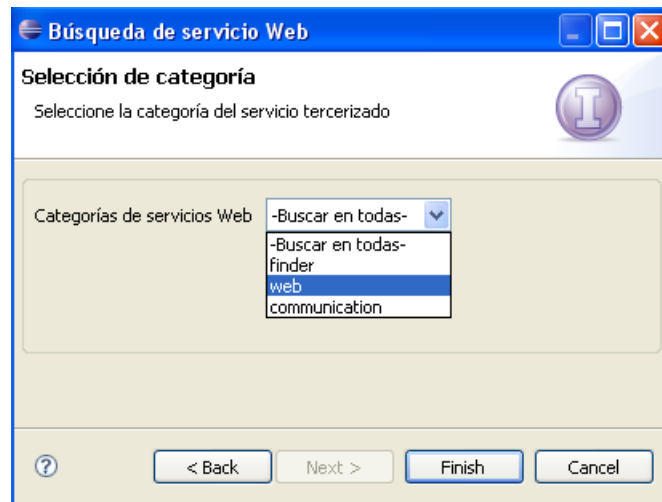 Búsqueda de servicio Web
Selección de categoría
Seleccione la categoría del servicio tercerizado
I
Categorías de servicios Web -Buscar en todas-
-Buscar en todas-
finder
web
communication
? < Back Next > Finish Cancel